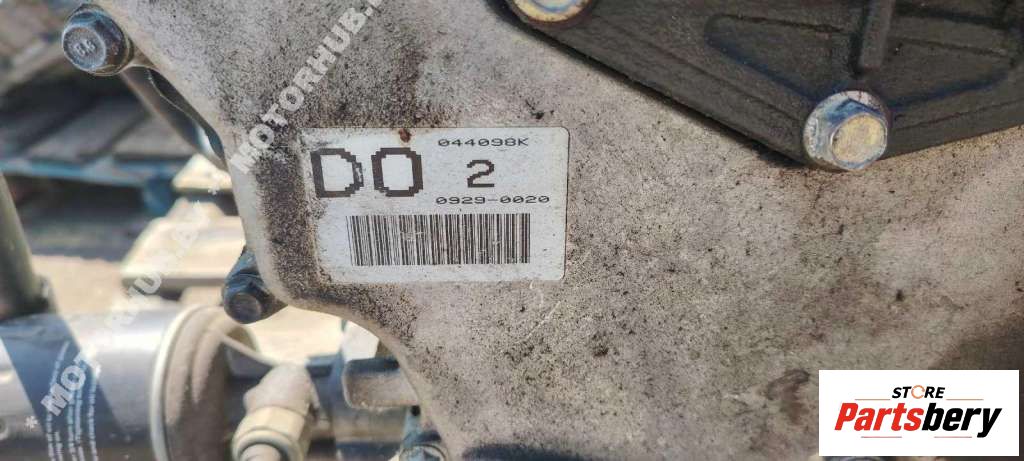 044098K
DO 2
0929-0020
MOTORHUB.
MOTORHUB.
STORE
Partsbery